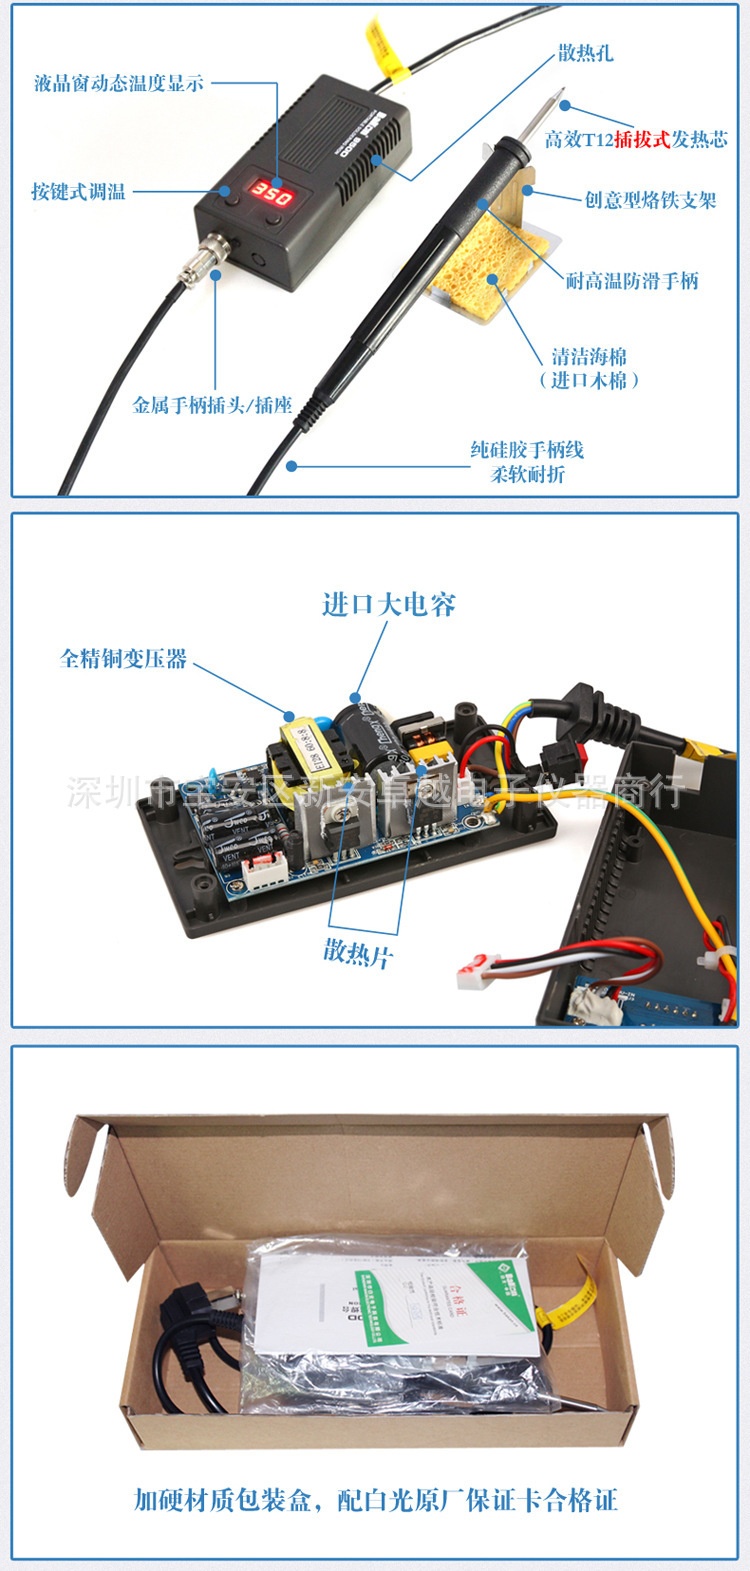 散热孔
液晶窗动态温度显示
高效T12插拔式发热芯
BAKON 950D
350
按键式调温
创意型烙铁支架
耐高温防滑手柄
清洁海棉
（进口木棉）
金属手柄插头/插座
纯硅胶手柄线
柔软耐折
进口大电容
全精铜变压器
深圳市宝安区新安卓越电子仪器商行
VENT
VENT
散热片
合格证
加硬材质包装盒，配白光原厂保证卡合格证